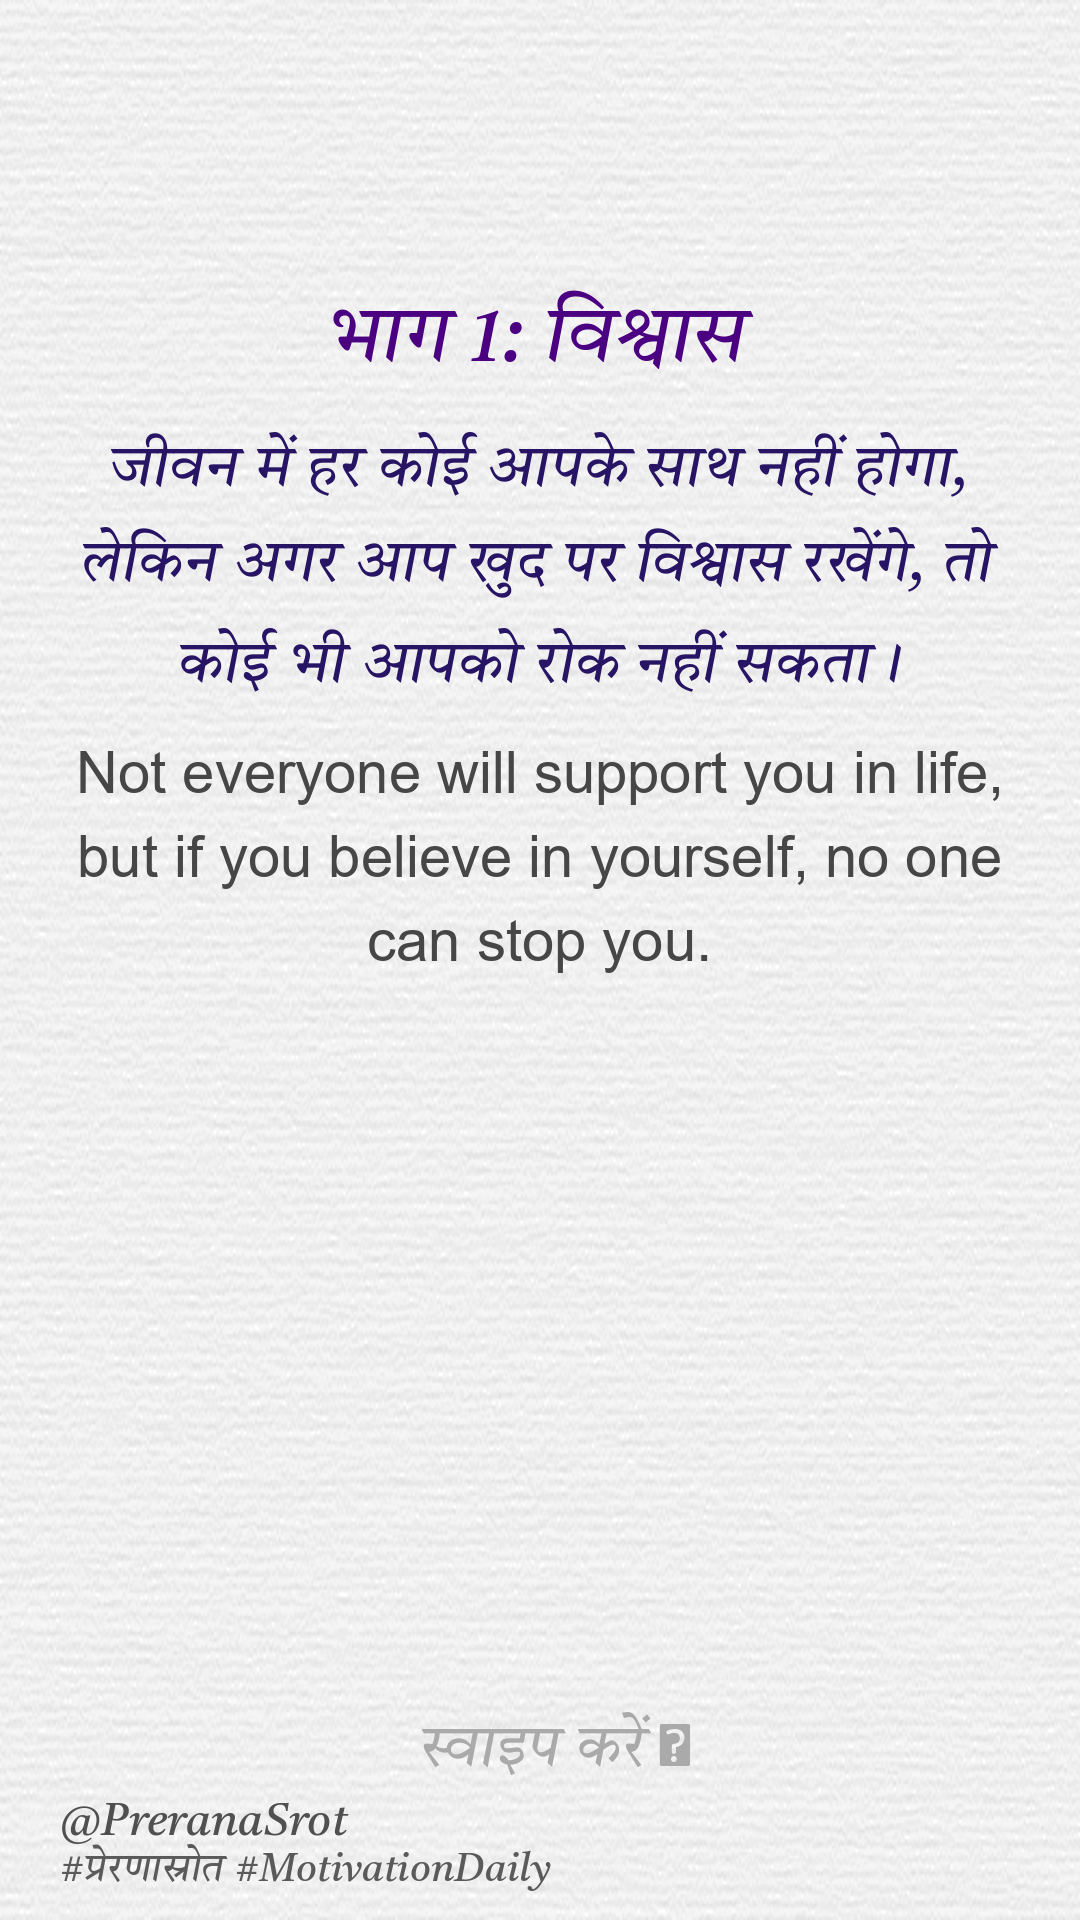 भाग 1: विश्वास
जीवन में हर कोई आपके साथ नहीं होगा,
लेकिन अगर आप खुद पर विश्वास रखेंगे, तो
कोई भी आपको रोक नहीं सकता।
Not everyone will support you in life,
but if you believe in yourself, no one
can stop you.
स्वाइप करें
@PreranaSrot
#प्रेरणास्रोत #MotivationDaily